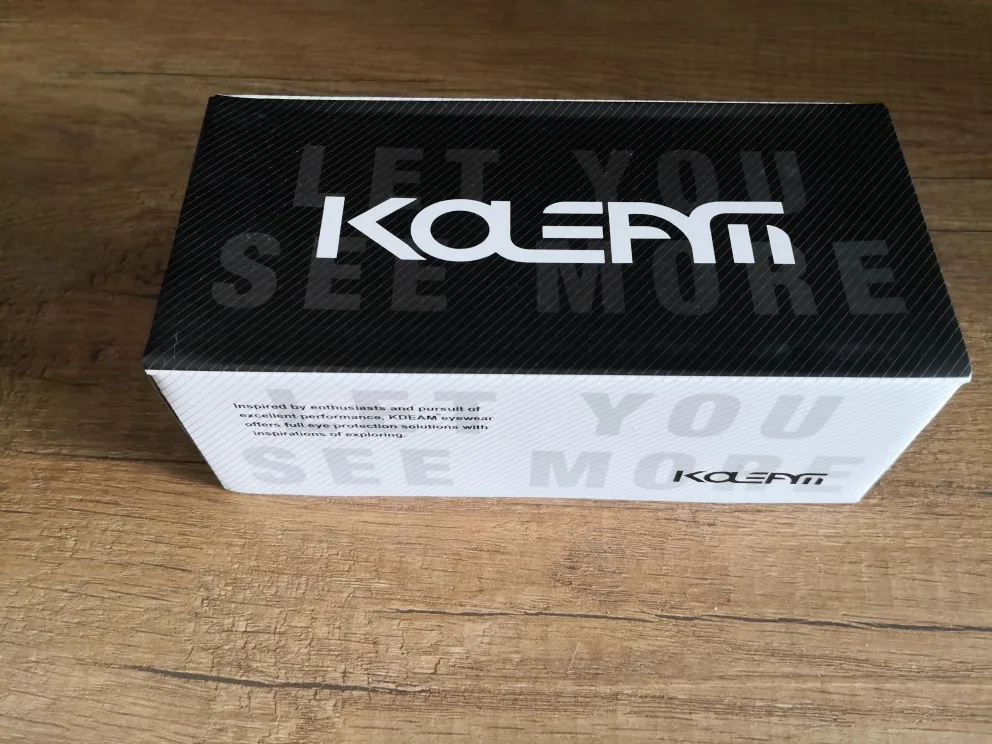 LET YOU
KDEAM
SEE MORE
LET YOU
Inspired by enthusiasts and pursuit of
excellent performance, KDEAM eyewear
offers full eye protection solutions with
inspirations of exploring.
SEE MORE
KDEAM